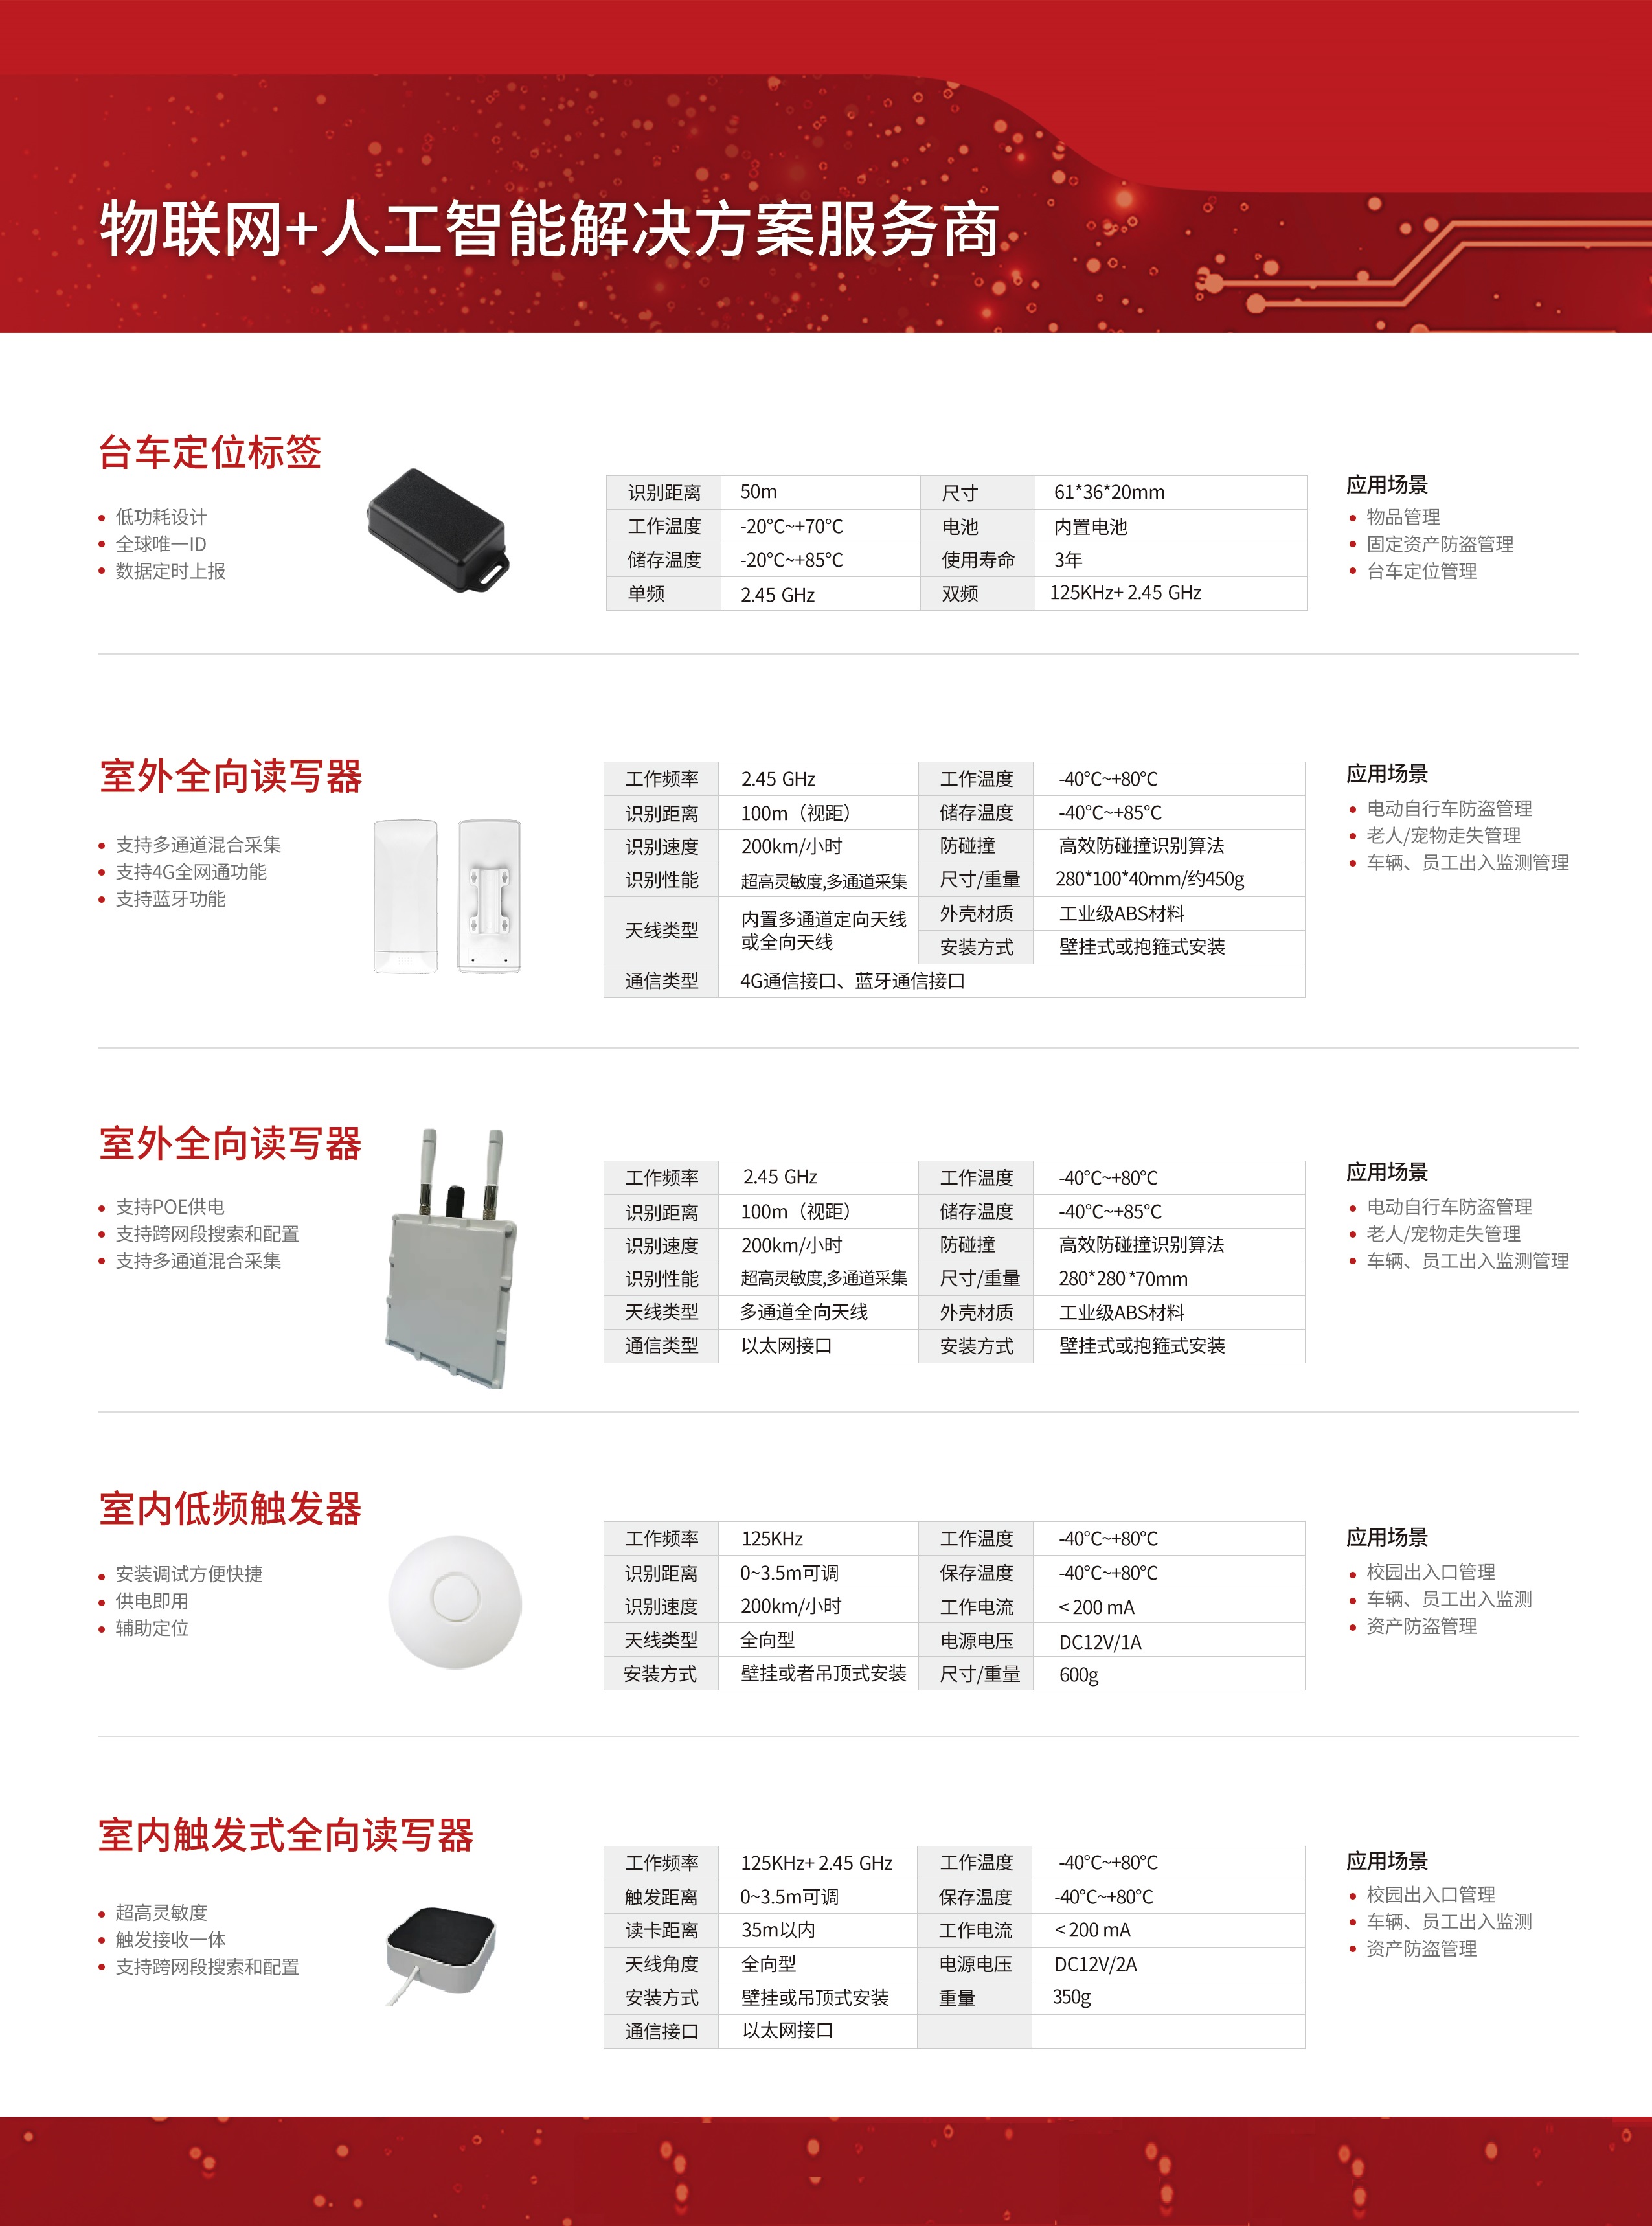 物联网+人工智能解决方案服务商
台车定位标签
低功耗设计
全球唯一ID
数据定时上报
识别距离 50m 尺寸 61*36*20mm
工作温度 -20°C~+70°C 电池 内置电池
储存温度 -20°C~+85°C 使用寿命 3年
单频 2.45 GHz 双频 125KHz+ 2.45 GHz
应用场景
物品管理
固定资产防盗管理
台车定位管理
室外全向读写器
支持多通道混合采集
支持4G全网通功能
支持蓝牙功能
工作频率 2.45 GHz 工作温度 -40°C~+80°C
识别距离 100m（视距） 储存温度 -40°C~+85°C
识别速度 200km/小时 防碰撞 高效防碰撞识别算法
识别性能 超高灵敏度,多通道采集 尺寸/重量 280*100*40mm/约450g
天线类型 内置多通道定向天线 外壳材质 工业级ABS材料
或全向天线 安装方式 壁挂式或抱箍式安装
通信类型 4G通信接口、蓝牙通信接口
应用场景
电动自行车防盗管理
老人/宠物走失管理
车辆、员工出入监测管理
室外全向读写器
支持POE供电
支持跨网段搜索和配置
支持多通道混合采集
工作频率 2.45 GHz 工作温度 -40°C~+80°C
识别距离 100m（视距） 储存温度 -40°C~+85°C
识别速度 200km/小时 防碰撞 高效防碰撞识别算法
识别性能 超高灵敏度,多通道采集 尺寸/重量 280*280 *70mm
天线类型 多通道全向天线 外壳材质 工业级ABS材料
通信类型 以太网接口 安装方式 壁挂式或抱箍式安装
应用场景
电动自行车防盗管理
老人/宠物走失管理
车辆、员工出入监测管理
室内低频触发器
安装调试方便快捷
供电即用
辅助定位
工作频率 125KHz 工作温度 -40°C~+80°C
识别距离 0~3.5m可调 保存温度 -40°C~+80°C
识别速度 200km/小时 工作电流 < 200 mA
天线类型 全向型 电源电压 DC12V/1A
安装方式 壁挂或者吊顶式安装 尺寸/重量 600g
应用场景
校园出入口管理
车辆、员工出入监测
资产防盗管理
室内触发式全向读写器
超高灵敏度
触发接收一体
支持跨网段搜索和配置
工作频率 125KHz+ 2.45 GHz 工作温度 -40°C~+80°C
触发距离 0~3.5m可调 保存温度 -40°C~+80°C
读卡距离 35m以内 工作电流 < 200 mA
天线角度 全向型 电源电压 DC12V/2A
安装方式 壁挂或吊顶式安装 重量 350g
通信接口 以太网接口
应用场景
校园出入口管理
车辆、员工出入监测
资产防盗管理